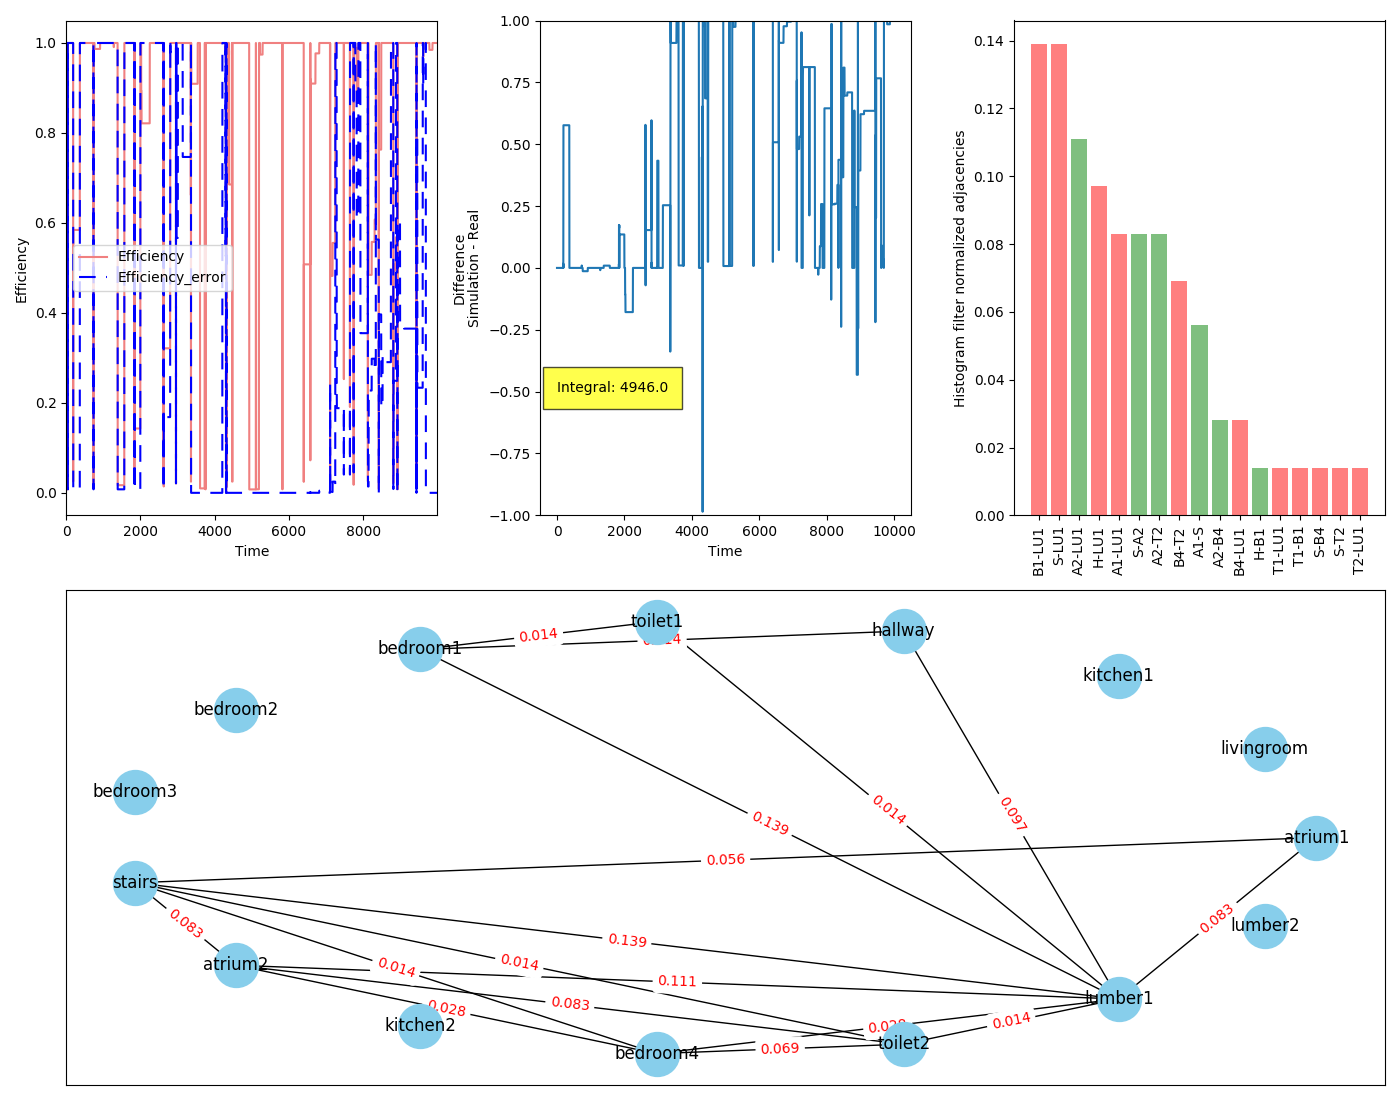 1.0
0.8
0.6
0.4
0.2
0.0
Efficiency
Efficiency
Efficiency_error
0
2000
4000
6000
8000
Time
1.00
0.75
0.50
0.25
0.00
−0.25
−0.50
−0.75
−1.00
Difference
Simulation - Real
Integral: 4946.0
0
2000
4000
6000
8000
10000
Time
0.14
0.12
0.10
0.08
0.06
0.04
0.02
0.00
Histogram filter normalized adjacencies
B1-LU1
S-LU1
A2-LU1
H-LU1
A1-LU1
S-A2
A2-T2
B4-T2
A1-S
A2-B4
B4-LU1
H-B1
T1-LU1
T1-B1
S-B4
S-T2
T2-LU1
toilet1
hallway
0.014
bedroom1
kitchen1
bedroom2
livingroom
bedroom3
0.014
0.097
0.139
atrium1
0.056
stairs
0.083
0.083
lumber2
0.139
atrium2
0.014
0.014
0.111
lumber1
0.028
0.083
kitchen2
0.014
toilet2
0.069
bedroom4